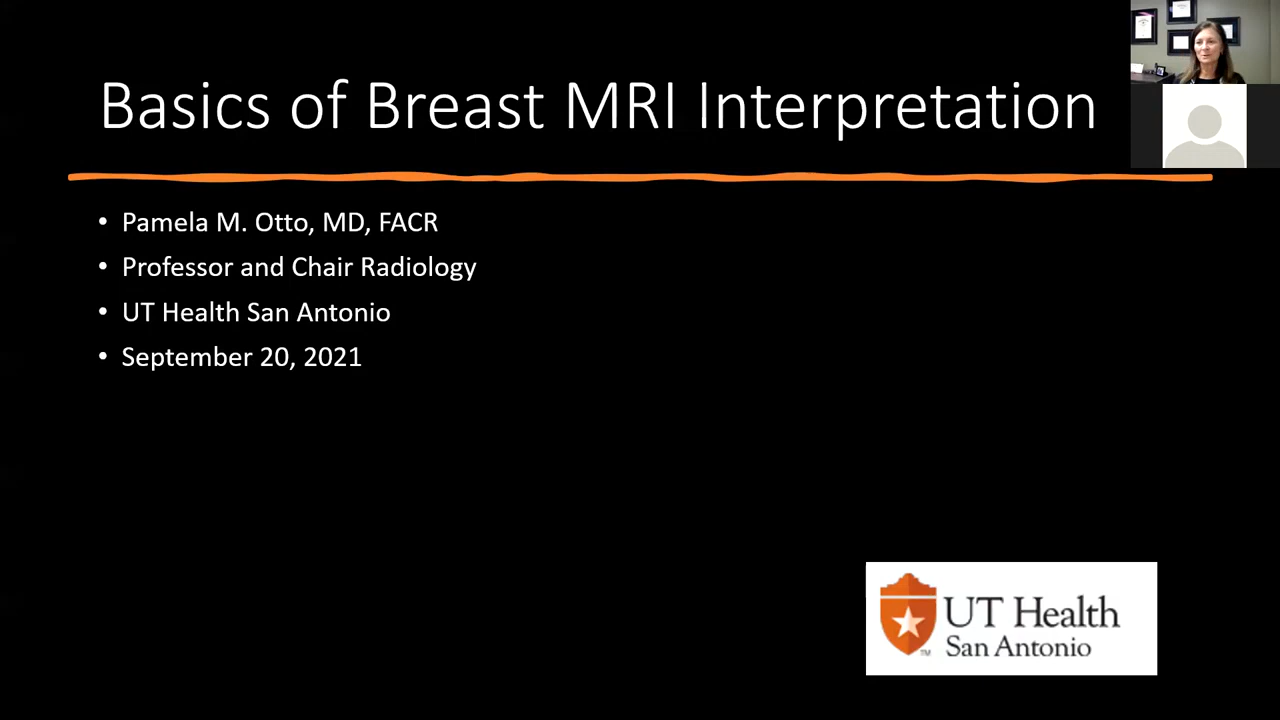 Basics of Breast MRI Interpretation
• Pamela M. Otto, MD, FACR
• Professor and Chair Radiology
• UT Health San Antonio
• September 20, 2021
UT Health
San Antonio
TM